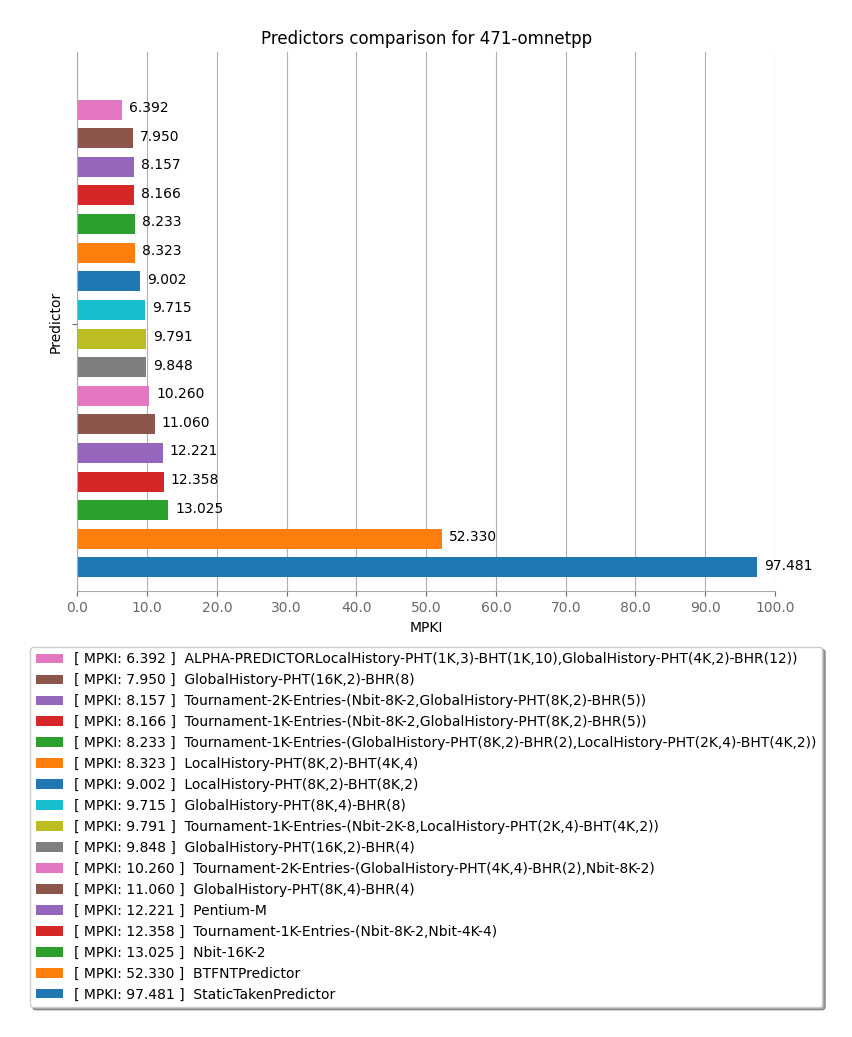 Predictors comparison for 471-omnetpp
6.392
7.950
8.157
8.166
8.233
8.323
9.002
9.715
9.791
9.848
10.260
11.060
12.221
12.358
13.025
52.330
97.481
Predictor
0.0 10.0 20.0 30.0 40.0 50.0 60.0 70.0 80.0 90.0 100.0
MPKI
[ MPKI: 6.392 ] ALPHA-PREDICTORLocalHistory-PHT(1K,3)-BHT(1K,10),GlobalHistory-PHT(4K,2)-BHR(12))
[ MPKI: 7.950 ] GlobalHistory-PHT(16K,2)-BHR(8)
[ MPKI: 8.157 ] Tournament-2K-Entries-(Nbit-8K-2,GlobalHistory-PHT(8K,2)-BHR(5))
[ MPKI: 8.166 ] Tournament-1K-Entries-(Nbit-8K-2,GlobalHistory-PHT(8K,2)-BHR(5))
[ MPKI: 8.233 ] Tournament-1K-Entries-(GlobalHistory-PHT(8K,2)-BHR(2),LocalHistory-PHT(2K,4)-BHT(4K,2))
[ MPKI: 8.323 ] LocalHistory-PHT(8K,2)-BHT(4K,4)
[ MPKI: 9.002 ] LocalHistory-PHT(8K,2)-BHT(8K,2)
[ MPKI: 9.715 ] GlobalHistory-PHT(8K,4)-BHR(8)
[ MPKI: 9.791 ] Tournament-1K-Entries-(Nbit-2K-8,LocalHistory-PHT(2K,4)-BHT(4K,2))
[ MPKI: 9.848 ] GlobalHistory-PHT(16K,2)-BHR(4)
[ MPKI: 10.260 ] Tournament-2K-Entries-(GlobalHistory-PHT(4K,4)-BHR(2),Nbit-8K-2)
[ MPKI: 11.060 ] GlobalHistory-PHT(8K,4)-BHR(4)
[ MPKI: 12.221 ] Pentium-M
[ MPKI: 12.358 ] Tournament-1K-Entries-(Nbit-8K-2,Nbit-4K-4)
[ MPKI: 13.025 ] Nbit-16K-2
[ MPKI: 52.330 ] BTFNTPredictor
[ MPKI: 97.481 ] StaticTakenPredictor